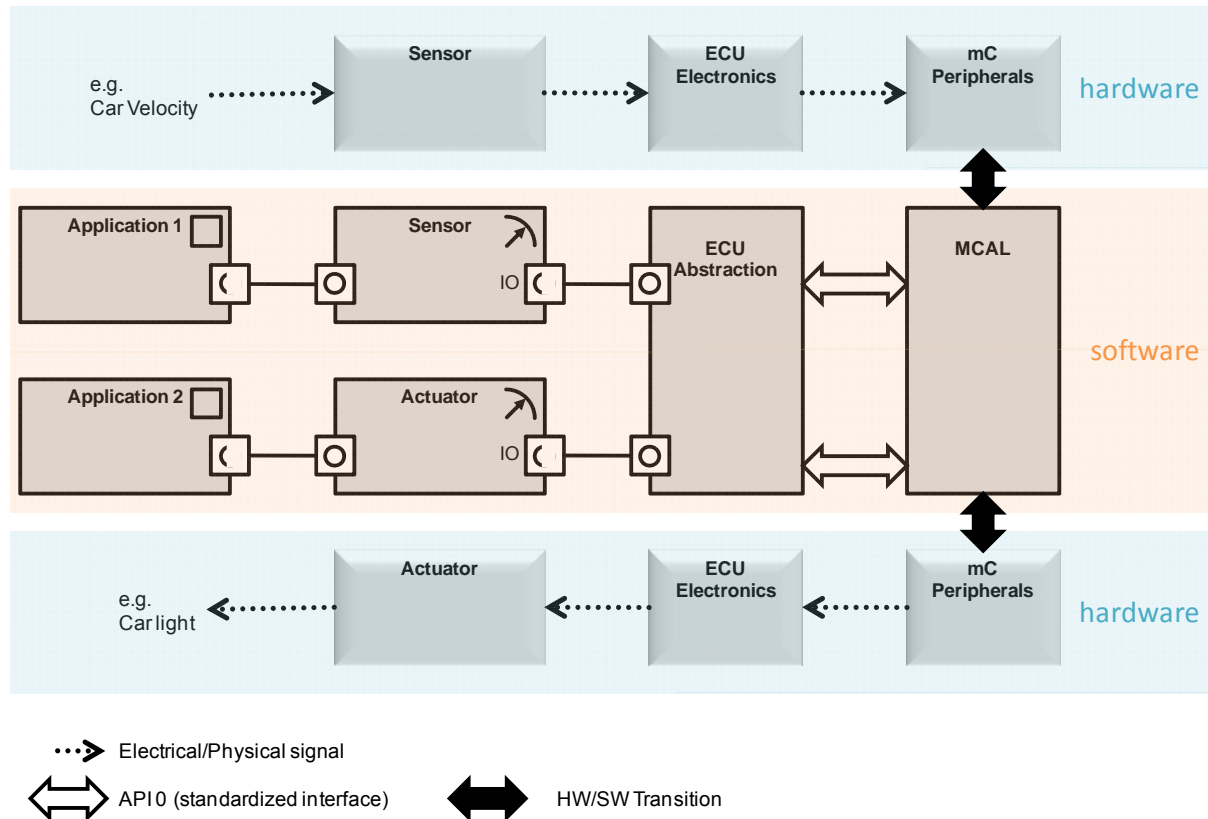 Sensor
ECU
Electronics
mC
Peripherals
e.g.
Car Velocity
hardware
Application 1
Sensor
IO
ECU
Abstraction
MCAL
software
Application 2
Actuator
IO
Actuator
ECU
Electronics
mC
Peripherals
e.g.
Car light
hardware
Electrical/Physical signal
API 0 (standardized interface)
HW/SW Transition